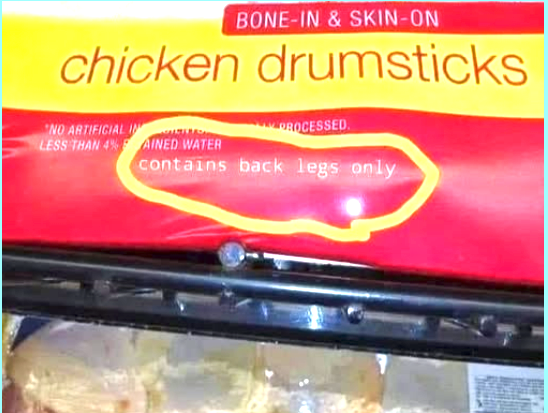 BONE-IN & SKIN-ON
chicken drumsticks
*NO ARTIFICIAL PROCESSED.
LESS THAN 4% WATER
contains back legs only